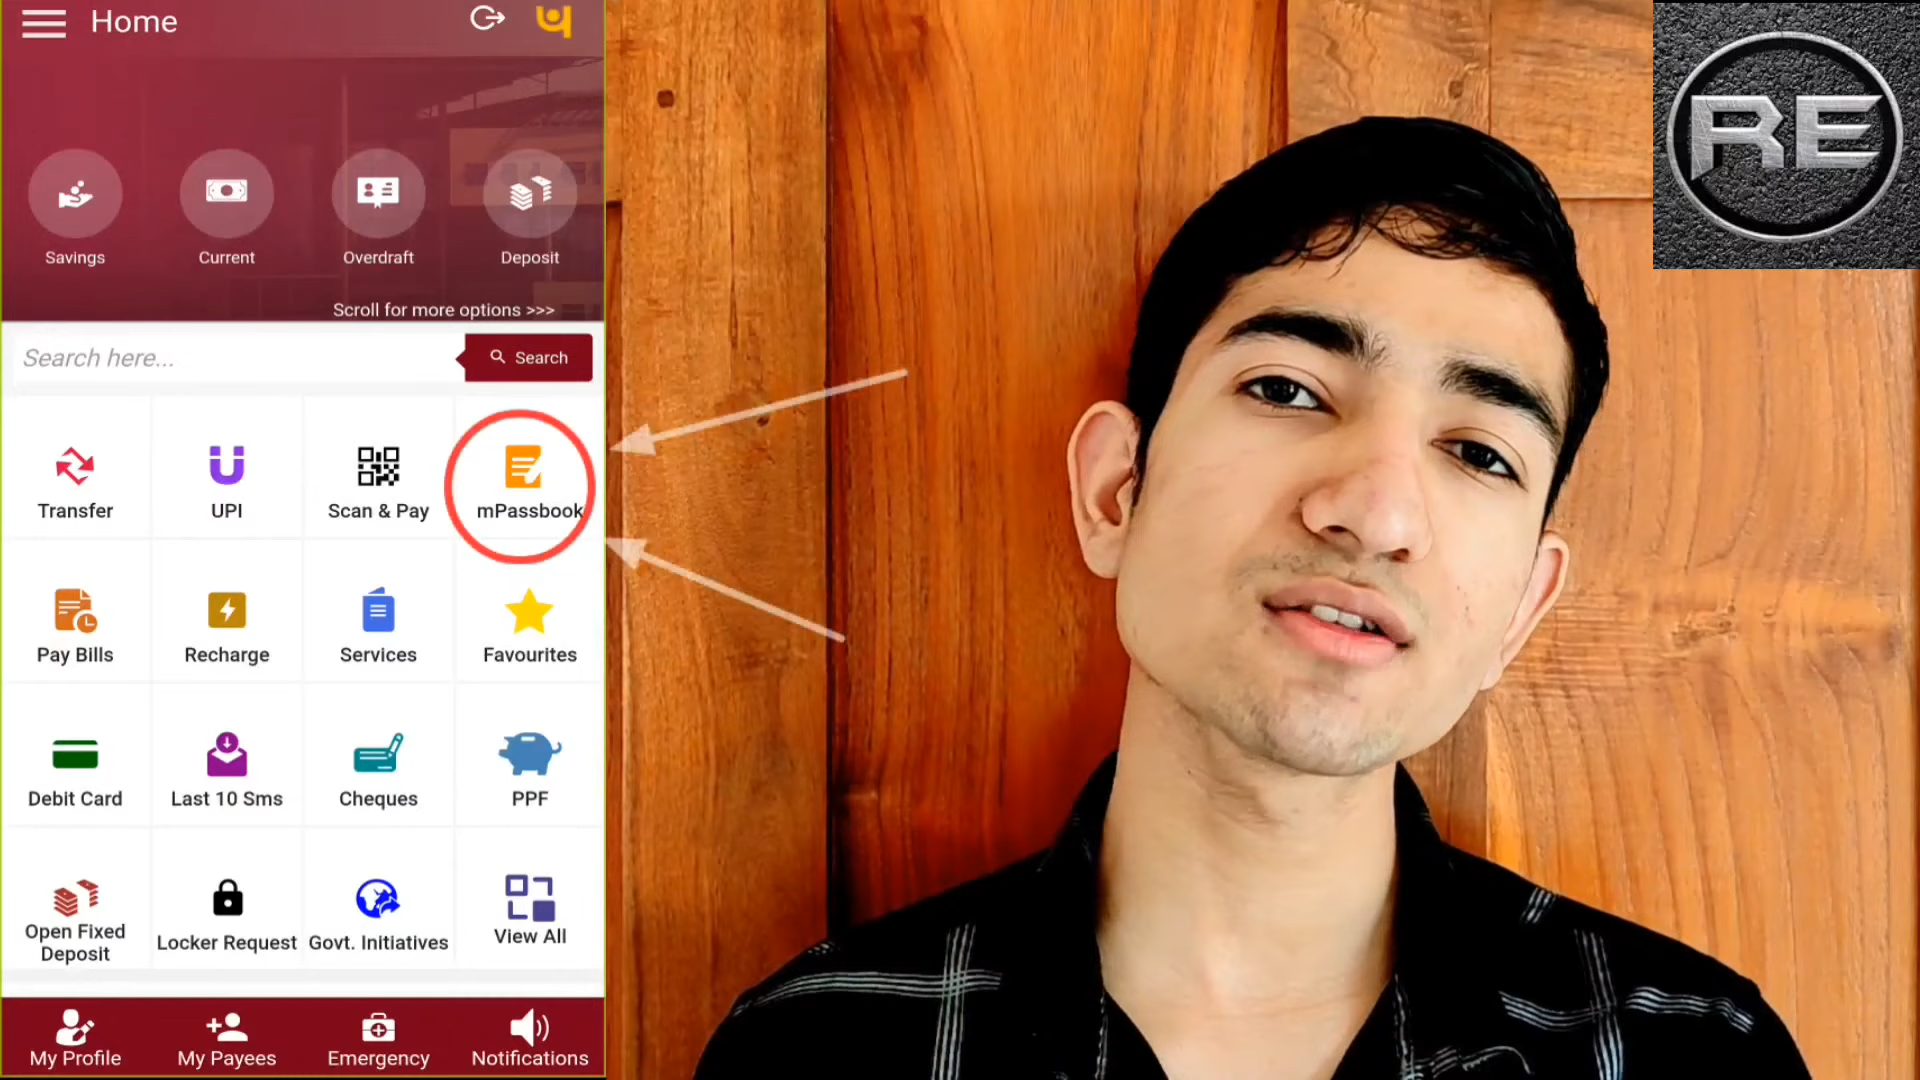 Home
Savings
Current
Overdraft
Deposit
Scroll for more options >>>
Search here...
Search
Transfer
UPI
Scan & Pay
mPassbook
Pay Bills
Recharge
Services
Favourites
Debit Card
Last 10 Sms
Cheques
PPF
Open Fixed
Deposit
Locker Request
Govt. Initiatives
View All
My Profile
My Payees
Emergency
Notifications
RE